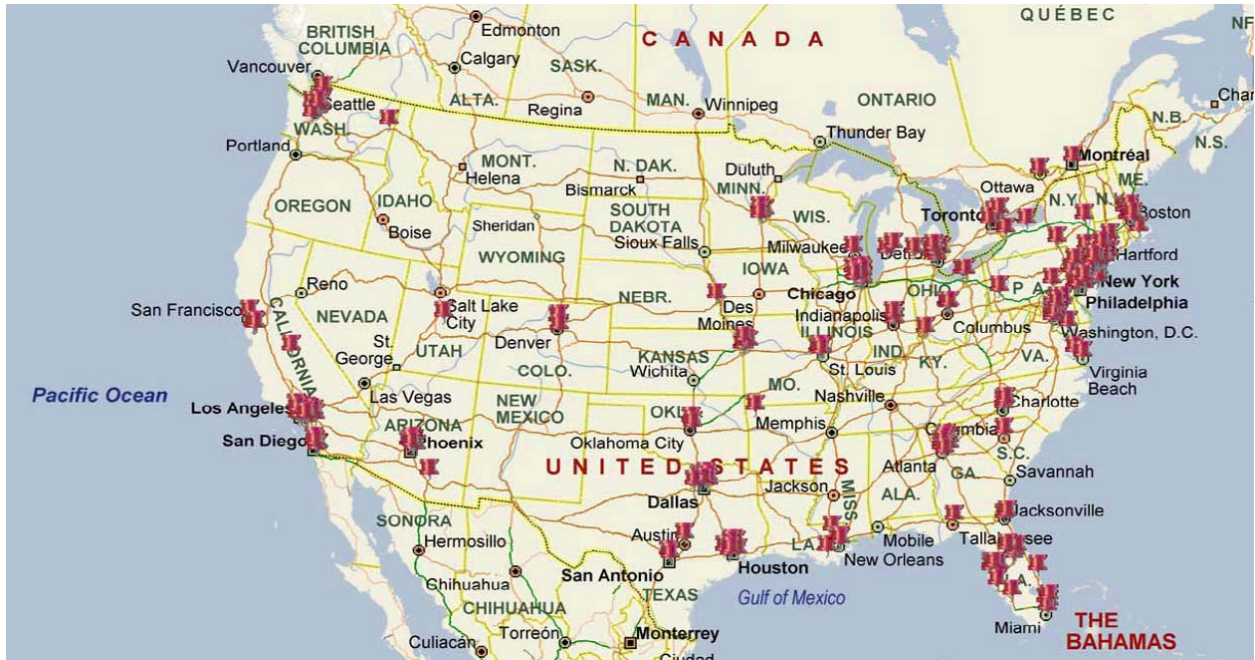 QUÉBEC
Edmonton
BRITISH
COLUMBIA
CANADA
Vancouver
Calgary
SASK.
Seattle
ALTA.
Regina
MAN.
Winnipeg
ONTARIO
N.B.
WASH.
Thunder Bay
N.S.
Portland
MONT.
Helena
N. DAK.
Bismarck
Duluth
MINN.
Montréal
Ottawa
ME.
OREGON
IDAHO
Boise
Sheridan
SOUTH
DAKOTA
Sioux Falls
WIS.
Toronto
N.Y.
Boston
WYOMING
Milwaukee
Hartford
Reno
Salt Lake
City
NEBR.
IOWA
Des
Moines
Chicago
OHIO
P A.
New York
Philadelphia
San Francisco
CALIFORNIA
NEVADA
St.
George
UTAH
Denver
COLO.
KANSAS
Wichita
Indianapolis
ILLINOIS
IND.
St. Louis
Columbus
KY.
Washington, D.C.
VA.
Virginia
Beach
Pacific Ocean
Las Vegas
NEW
MEXICO
MO.
Nashville
Charlotte
Los Angeles
San Diego
ARIZONA
Phoenix
Oklahoma City
Memphis
Atlanta
S.C.
Savannah
UNITED STATES
GA.
Dallas
Jackson
MISS.
ALA.
SONORA
Hermosillo
Austin
LA.
Mobile
New Orleans
Jacksonville
San Antonio
Houston
Chihuahua
CHIHUAHUA
TEXAS
Gulf of Mexico
Miami
THE
BAHAMAS
Culiacán
Torreón
Monterrey
Ciudad